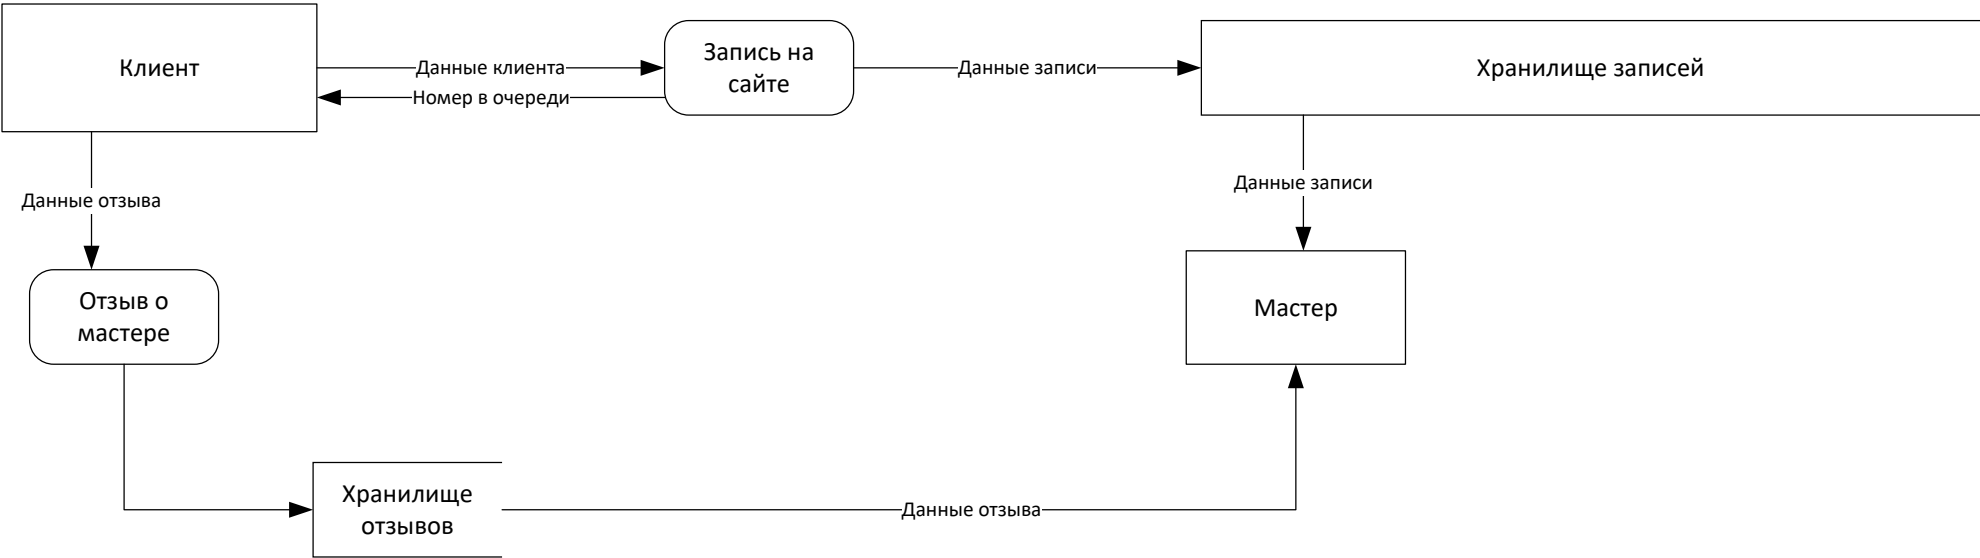 Клиент
Данные клиента
Запись на
сайте
Данные записи
Хранилище записей
Номер в очереди
Данные записи
Данные отзыва
Отзыв о
мастере
Мастер
Хранилище
отзывов
Данные отзыва